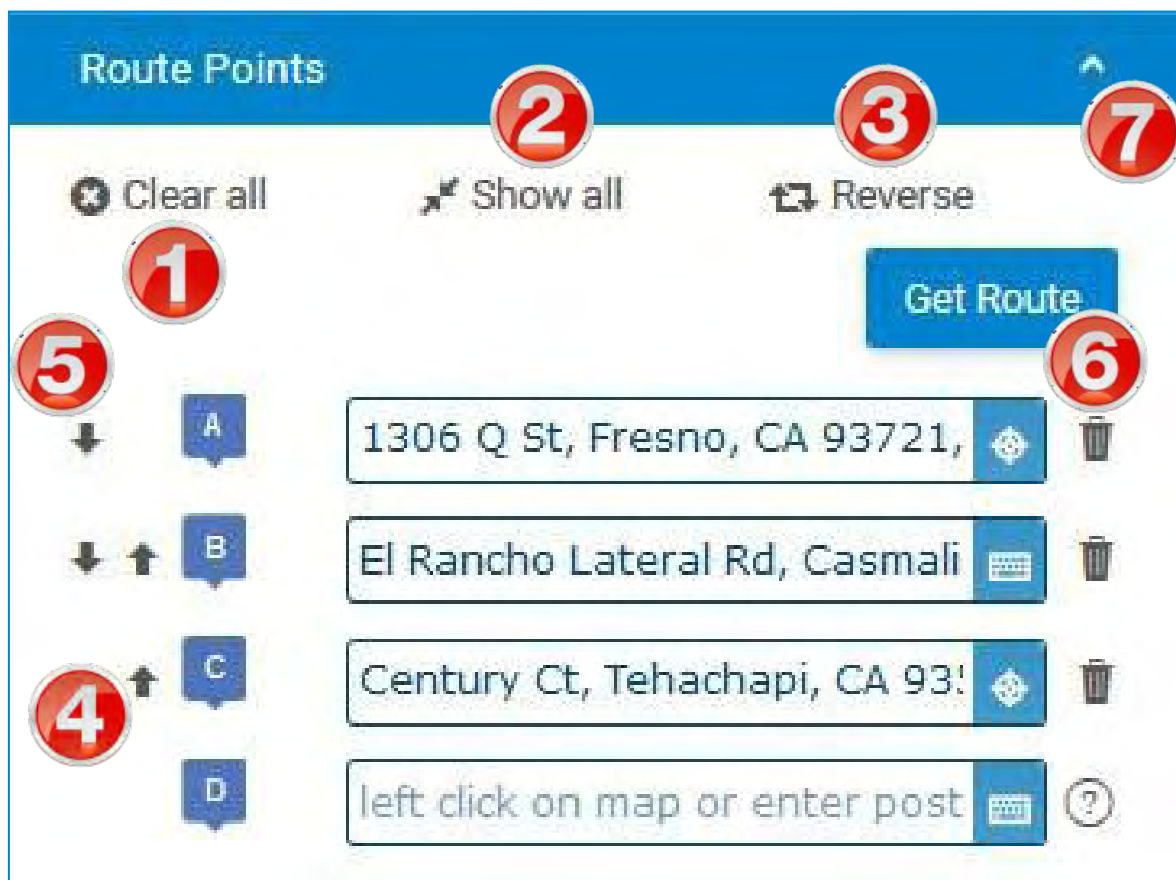 Route Points
2 3 7
Clear all Show all Reverse
1
Get Route
5 6
A 1306 Q St, Fresno, CA 93721,
B El Rancho Lateral Rd, Casmali
C Century Ct, Tehachapi, CA 93
4
D left click on map or enter post
?